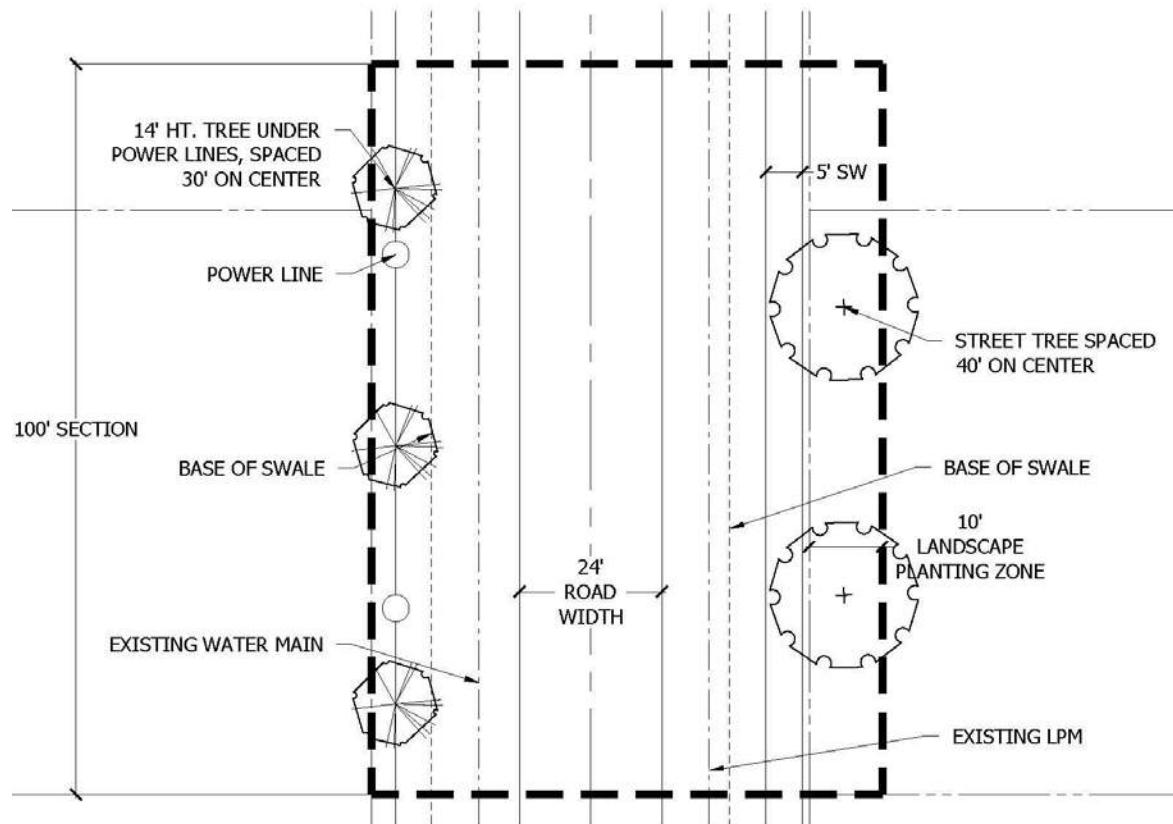 14' HT. TREE UNDER
POWER LINES, SPACED
30' ON CENTER
5' SW
POWER LINE
STREET TREE SPACED
40' ON CENTER
100' SECTION
BASE OF SWALE
BASE OF SWALE
10'
LANDSCAPE
PLANTING ZONE
24'
ROAD
WIDTH
EXISTING WATER MAIN
EXISTING LPM